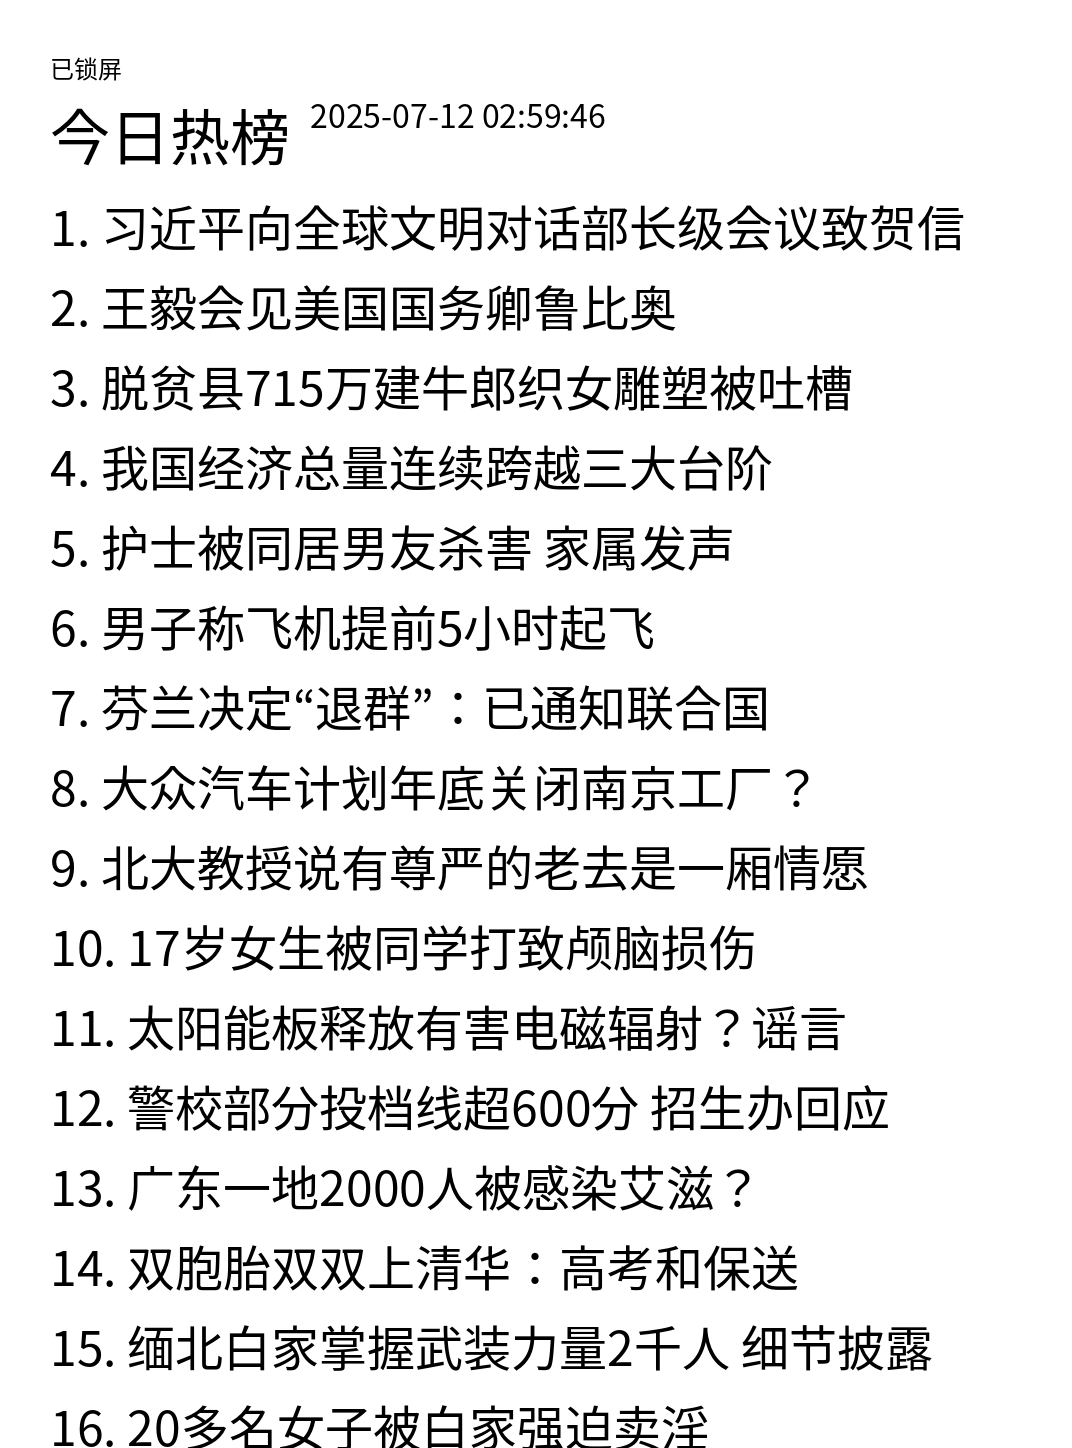 已锁屏
今日热榜 2025-07-12 02:59:46
1. 习近平向全球文明对话部长级会议致贺信
2. 王毅会见美国国务卿鲁比奥
3. 脱贫县715万建牛郎织女雕塑被吐槽
4. 我国经济总量连续跨越三大台阶
5. 护士被同居男友杀害 家属发声
6. 男子称飞机提前5小时起飞
7. 芬兰决定“退群”：已通知联合国
8. 大众汽车计划年底关闭南京工厂？
9. 北大教授说有尊严的老去是一厢情愿
10. 17岁女生被同学打致颅脑损伤
11. 太阳能板释放有害电磁辐射？谣言
12. 警校部分投档线超600分 招生办回应
13. 广东一地2000人被感染艾滋？
14. 双胞胎双双上清华：高考和保送
15. 缅北白家掌握武装力量2千人 细节披露
16. 20多名女子被白家强迫卖淫